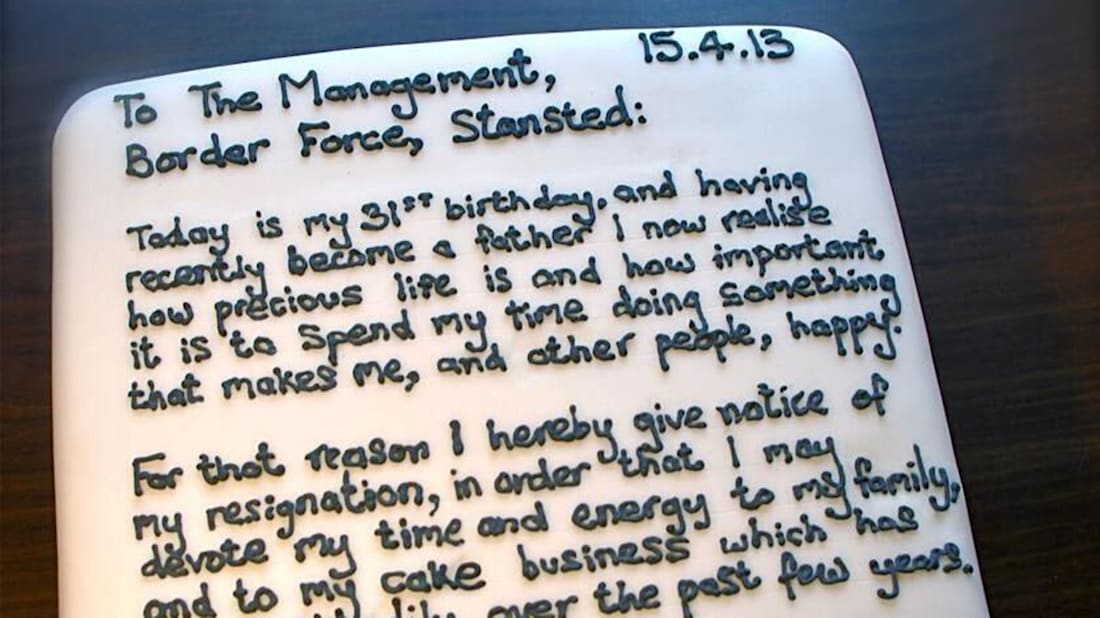 15.4.13
To The Management,
Border Force, Stansted:
Today is my 31ST birthday, and having
recently become a father I now realise
how precious life is and how important
it is to spend my time doing something
that makes me, and other people, happy.
For that reason I hereby give notice of
my resignation, in order that I may
devote my time and energy to my family,
and to my cake business which has
over the past few years.